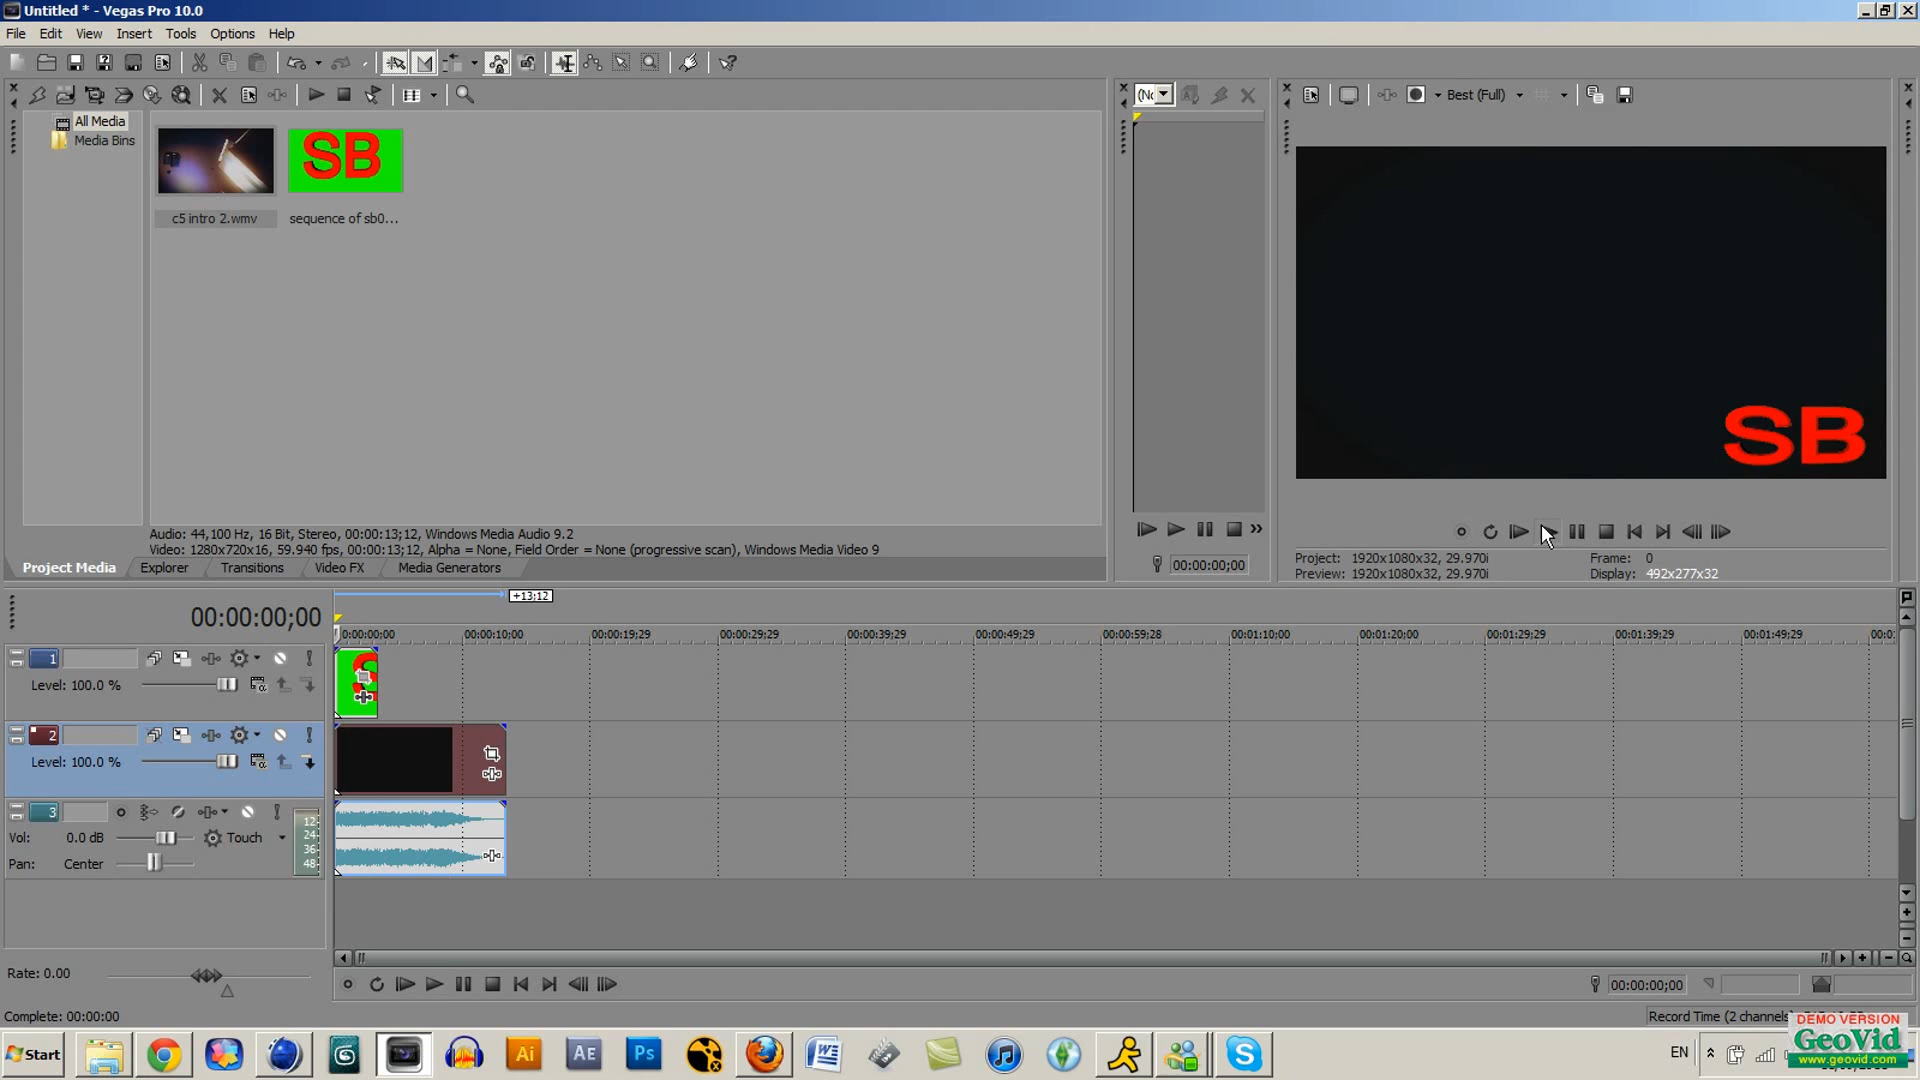 Untitled * - Vegas Pro 10.0
File Edit View Insert Tools Options Help
All Media
Media Bins
SB
c5 intro 2.wmv
sequence of sb0...
Best (Full)
SB
Audio: 44,100 Hz, 16 Bit, Stereo, 00:00:13;12, Windows Media Audio 9.2
Video: 1280x720x16, 59.940 fps, 00:00:13;12, Alpha = None, Field Order = None (progressive scan), Windows Media Video 9
Project Media Explorer Transitions Video FX Media Generators
00:00:00;00
Project: 1920x1080x32, 29.970i Frame: 0
Preview: 1920x1080x32, 29.970i Display: 492x277x32
+13;12
00:00:00;00
0:00:00;00 00:00:10;00 00:00:19;29 00:00:29;29 00:00:39;29 00:00:49;29 00:00:59;28 00:01:10;00 00:01:20;00 00:01:29;29 00:01:39;29 00:01:49;29
1
Level: 100.0 %
2
Level: 100.0 %
3
Vol: 0.0 dB Touch
Pan: Center
12
24
36
48
Rate: 0.00
00:00:00;00
Complete: 00:00:00
Record Time (2 channels)
Start
Ai AE Ps
EN
DEMO VERSION
GeoVid
www.geovid.com